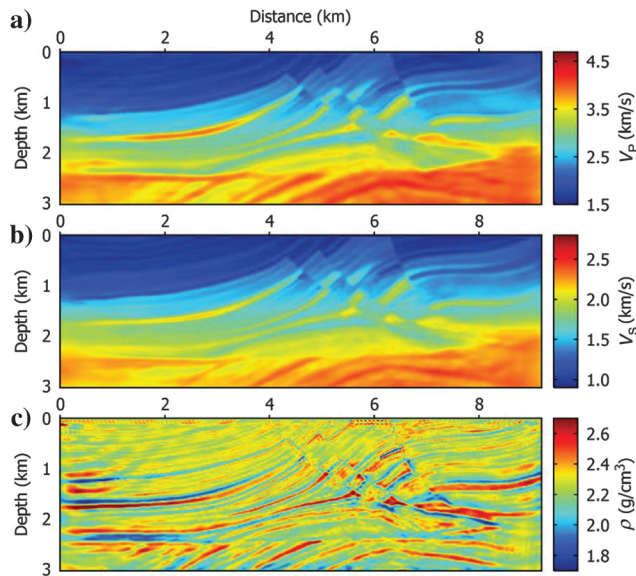 Distance (km)
a) 0 2 4 6 8
0
1
2
3
Depth (km)
4.5
3.5
2.5
1.5
V_P (km/s)
b) 0 2 4 6 8
0
1
2
3
Depth (km)
2.5
2.0
1.5
1.0
V_S (km/s)
c) 0 2 4 6 8
0
1
2
3
Depth (km)
2.6
2.4
2.2
2.0
1.8
ρ (g/cm³)